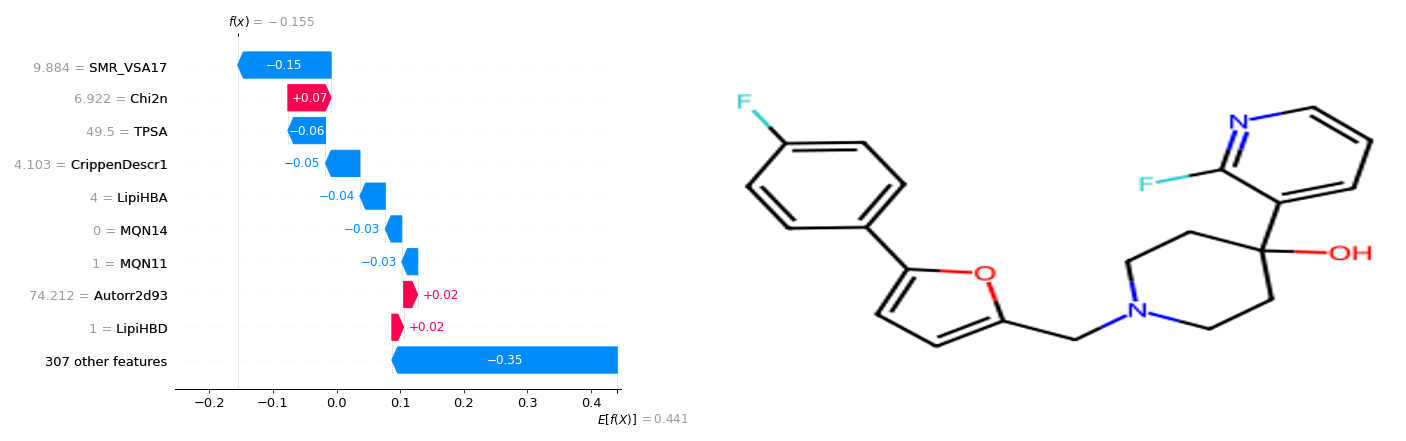 f(x) = −0.155
9.884 = SMR_VSA17
−0.15
6.922 = Chi2n
+0.07
49.5 = TPSA
−0.06
4.103 = CrippenDescr1
−0.05
4 = LipiHBA
−0.04
0 = MQN14
−0.03
1 = MQN11
−0.03
74.212 = Autorr2d93
+0.02
1 = LipiHBD
+0.02
307 other features
−0.35
−0.2 −0.1 0.0 0.1 0.2 0.3 0.4
E[f(X)] = 0.441
F
N
F
O
OH
N